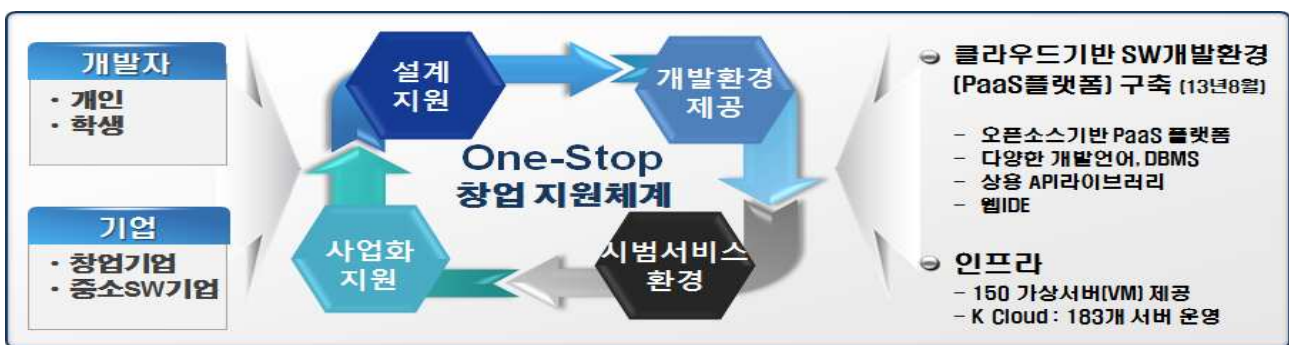 개발자
· 개인
· 학생
기업
· 창업기업
· 중소SW기업
설계
지원
개발환경
제공
One-Stop
창업 지원체계
사업화
지원
시범서비스
환경
클라우드기반 SW개발환경
(PaaS플랫폼) 구축 (13년8월)
- 오픈소스기반 PaaS 플랫폼
- 다양한 개발언어, DBMS
- 상용 API라이브러리
- 웹IDE
인프라
- 150 가상서버(VM) 제공
- K Cloud : 183개 서버 운영